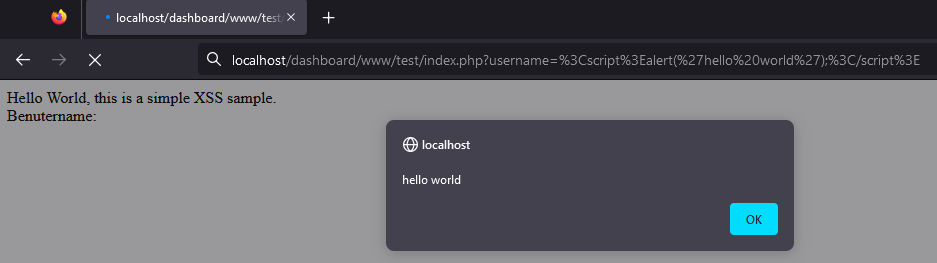 localhost/dashboard/www/test/
localhost/dashboard/www/test/index.php?username=%3Cscript%3Ealert(%27hello%20world%27);%3C/script%3E
Hello World, this is a simple XSS sample.
Benutername:
localhost
hello world
OK